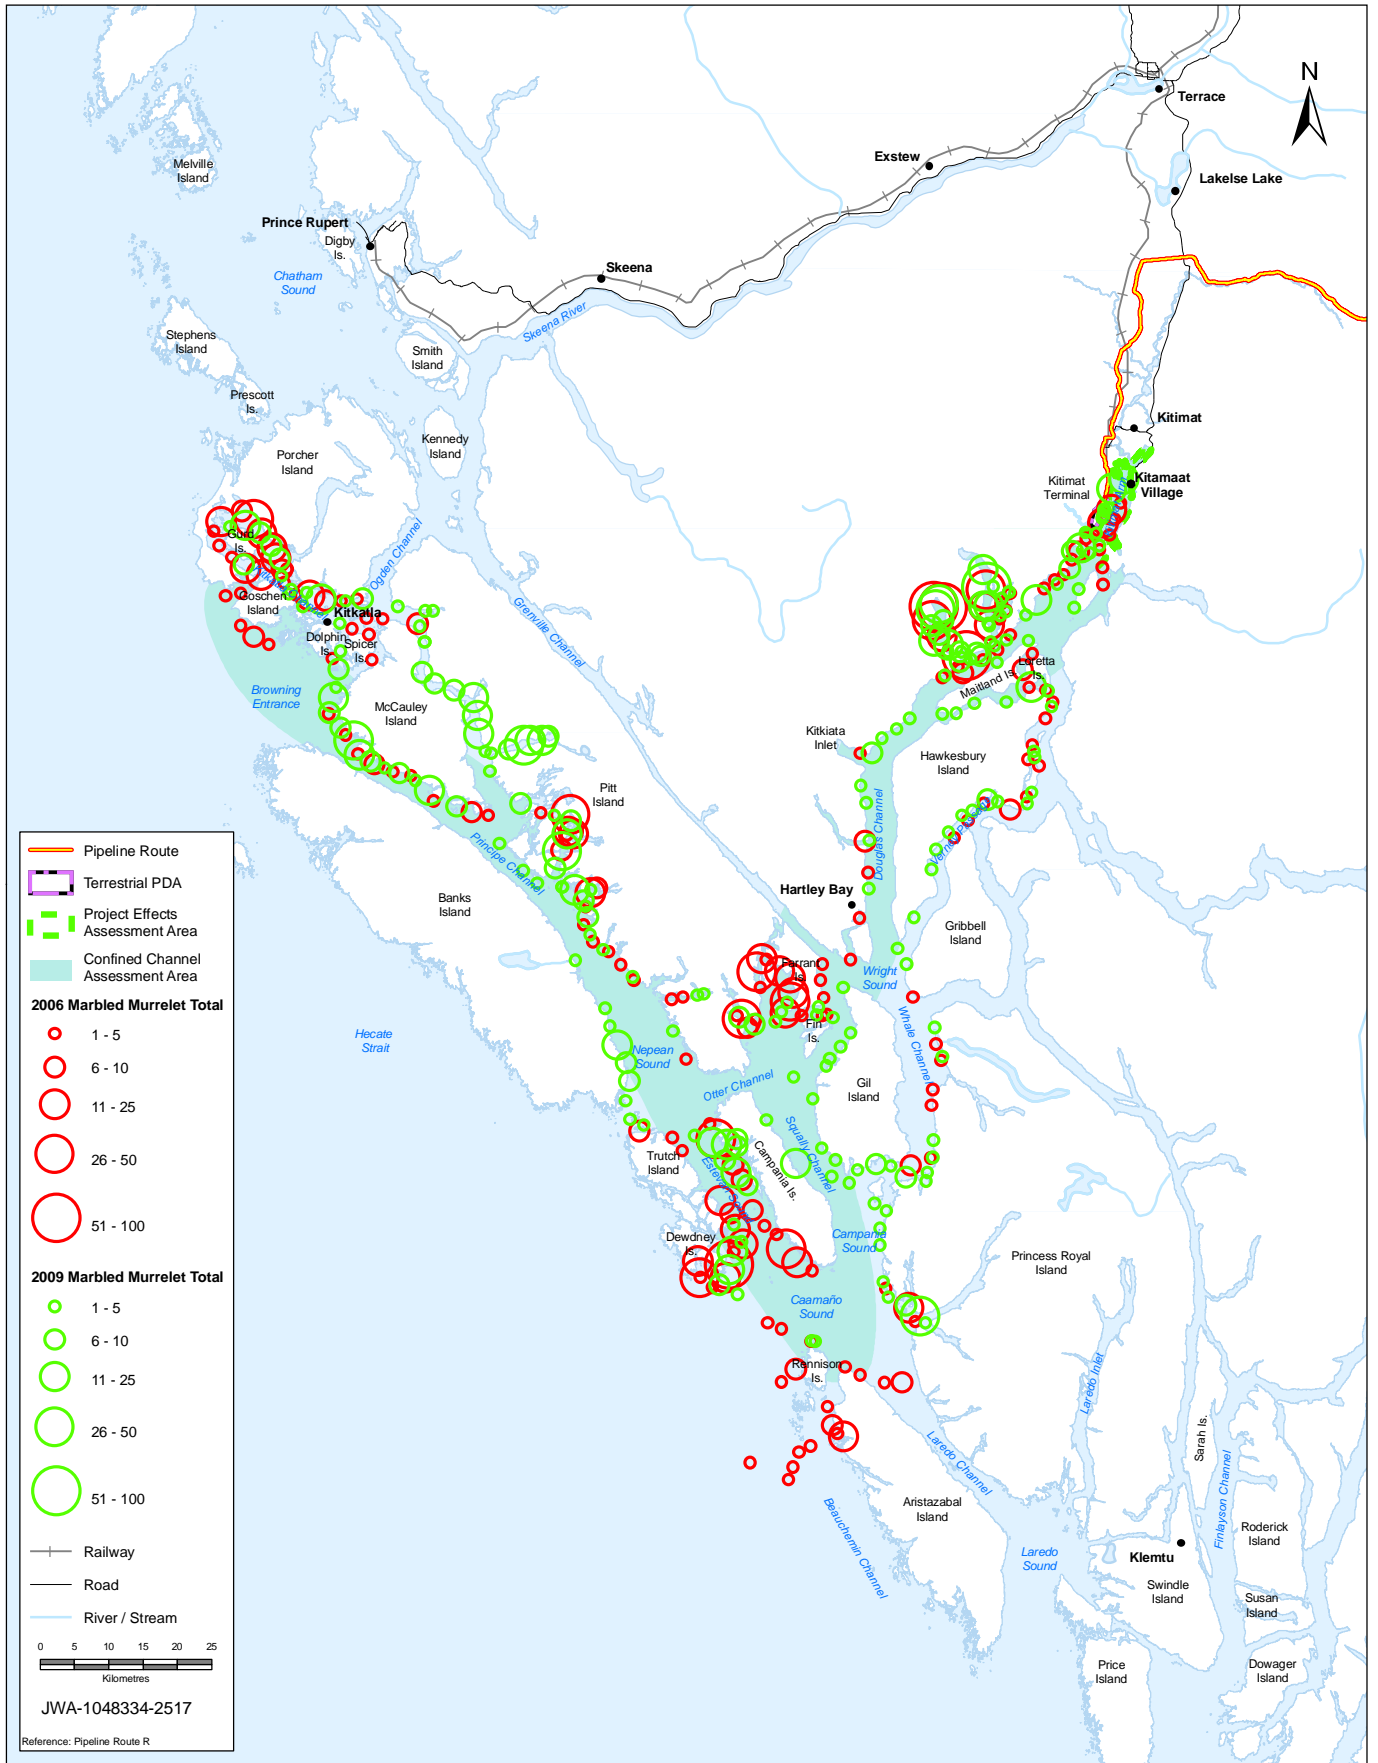 N
Terrace
Exstew
Lakelse Lake
Melville
Island
Prince Rupert
Digby
Is.
Skeena
Chatham
Sound
Skeena River
Stephens
Island
Smith
Island
Prescott
Is.
Kitimat
Kennedy
Island
Porcher
Island
Kitimat
Terminal
Kitamaat
Village
Gurd
Is.
Ogden Channel
Goschen
Island
Kitkatla
Grenville Channel
Dolphin
Is.
Spicer
Is.
Loretta
Is.
Maitland Is.
Browning
Entrance
McCauley
Island
Kitkiata
Inlet
Hawkesbury
Island
Pitt
Island
Douglas Channel
Principe Channel
Hartley Bay
Banks
Island
Gribbell
Island
Farrant
Is.
Wright
Sound
Whale Channel
Fin
Is.
Hecate
Strait
Nepean
Sound
Otter Channel
Gil
Island
Squally Channel
Trutch
Island
Campania Is.
Dewdney
Is.
Campania
Sound
Princess Royal
Island
Caamaño
Sound
Rennison
Is.
Laredo Inlet
Sarah Is.
Laredo Channel
Finlayson Channel
Aristazabal
Island
Beauchemin Channel
Roderick
Island
Laredo
Sound
Klemtu
Swindle
Island
Susan
Island
Price
Island
Dowager
Island
Pipeline Route
Terrestrial PDA
Project Effects
Assessment Area
Confined Channel
Assessment Area
2006 Marbled Murrelet Total
1 - 5
6 - 10
11 - 25
26 - 50
51 - 100
2009 Marbled Murrelet Total
1 - 5
6 - 10
11 - 25
26 - 50
51 - 100
Railway
Road
River / Stream
0 5 10 15 20 25
Kilometres
JWA-1048334-2517
Reference: Pipeline Route R